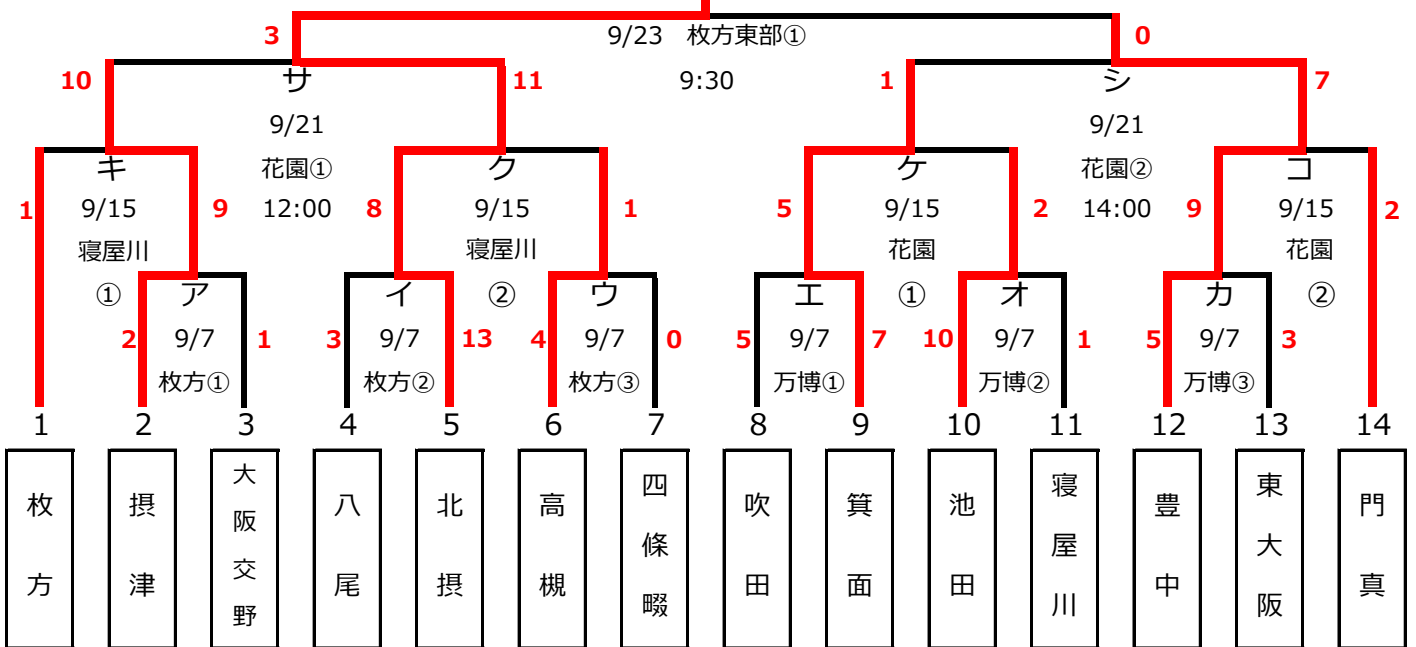 3 9/23 枚方東部① 0
10 サ 11 9:30 1 シ 7
9/21 9/21
キ 花園① ク ケ 花園② コ
1 9/15 9 12:00 8 9/15 1 5 9/15 2 14:00 9 9/15 2
寝屋川 寝屋川 花園 花園
① ア イ ② ウ エ ① オ カ ②
2 9/7 1 3 9/7 13 4 9/7 0 5 9/7 7 10 9/7 1 5 9/7 3
枚方① 枚方② 枚方③ 万博① 万博② 万博③
1 2 3 4 5 6 7 8 9 10 11 12 13 14
枚方
摂津
大阪交野
八尾
北摂
高槻
四條畷
吹田
箕面
池田
寝屋川
豊中
東大阪
門真